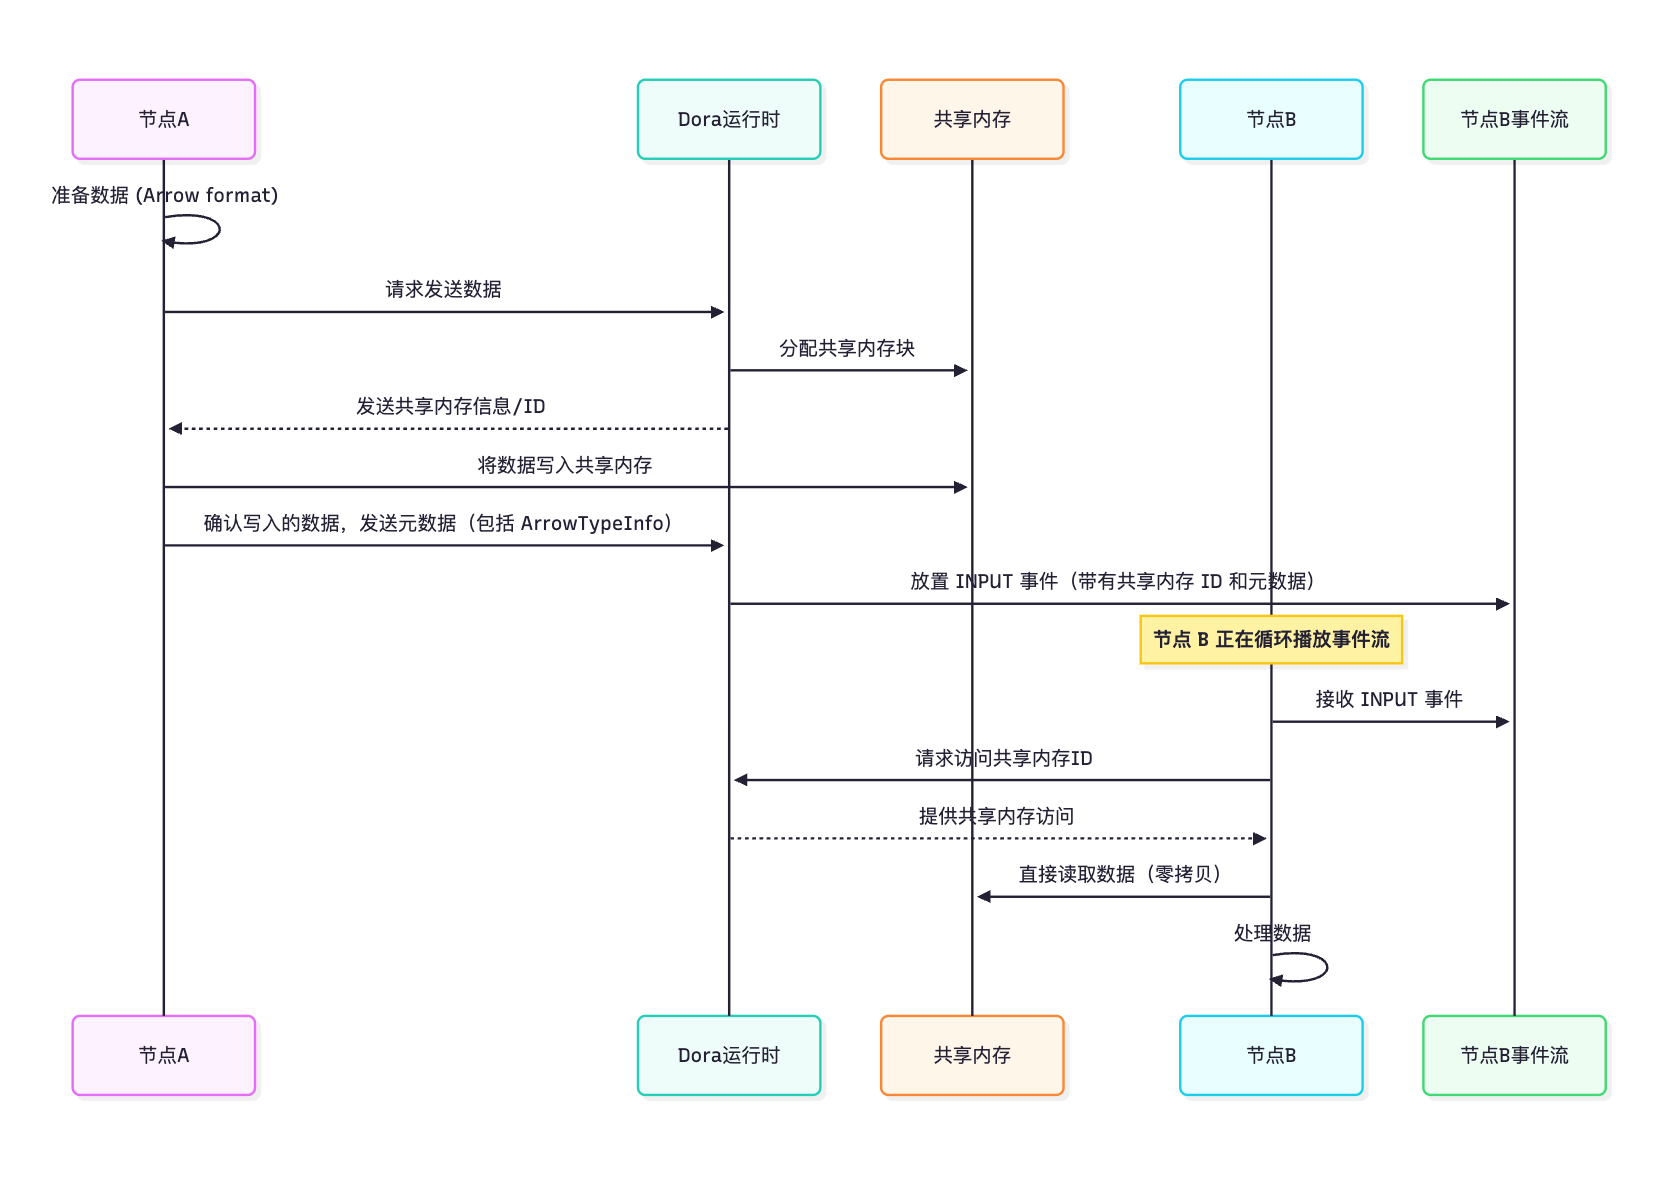 节点A
Dora运行时
共享内存
节点B
节点B事件流
准备数据 (Arrow format)
请求发送数据
分配共享内存块
发送共享内存信息/ID
将数据写入共享内存
确认写入的数据，发送元数据（包括 ArrowTypeInfo）
放置 INPUT 事件（带有共享内存 ID 和元数据）
节点 B 正在循环播放事件流
接收 INPUT 事件
请求访问共享内存ID
提供共享内存访问
直接读取数据（零拷贝）
处理数据
节点A
Dora运行时
共享内存
节点B
节点B事件流